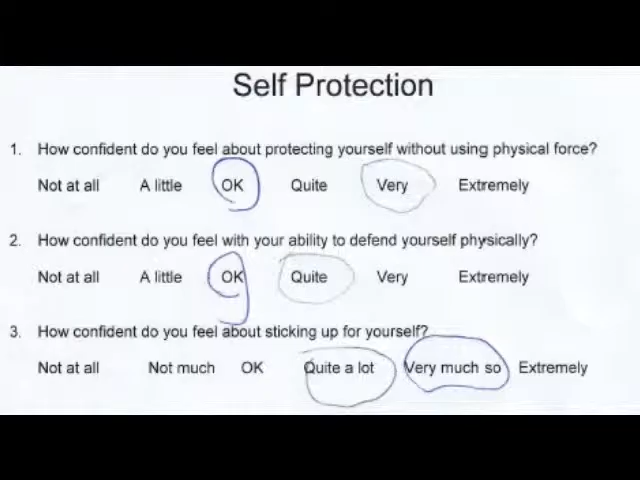 Self Protection
1. How confident do you feel about protecting yourself without using physical force?
Not at all A little OK Quite Very Extremely
2. How confident do you feel with your ability to defend yourself physically?
Not at all A little OK Quite Very Extremely
3. How confident do you feel about sticking up for yourself?
Not at all Not much OK Quite a lot Very much so Extremely